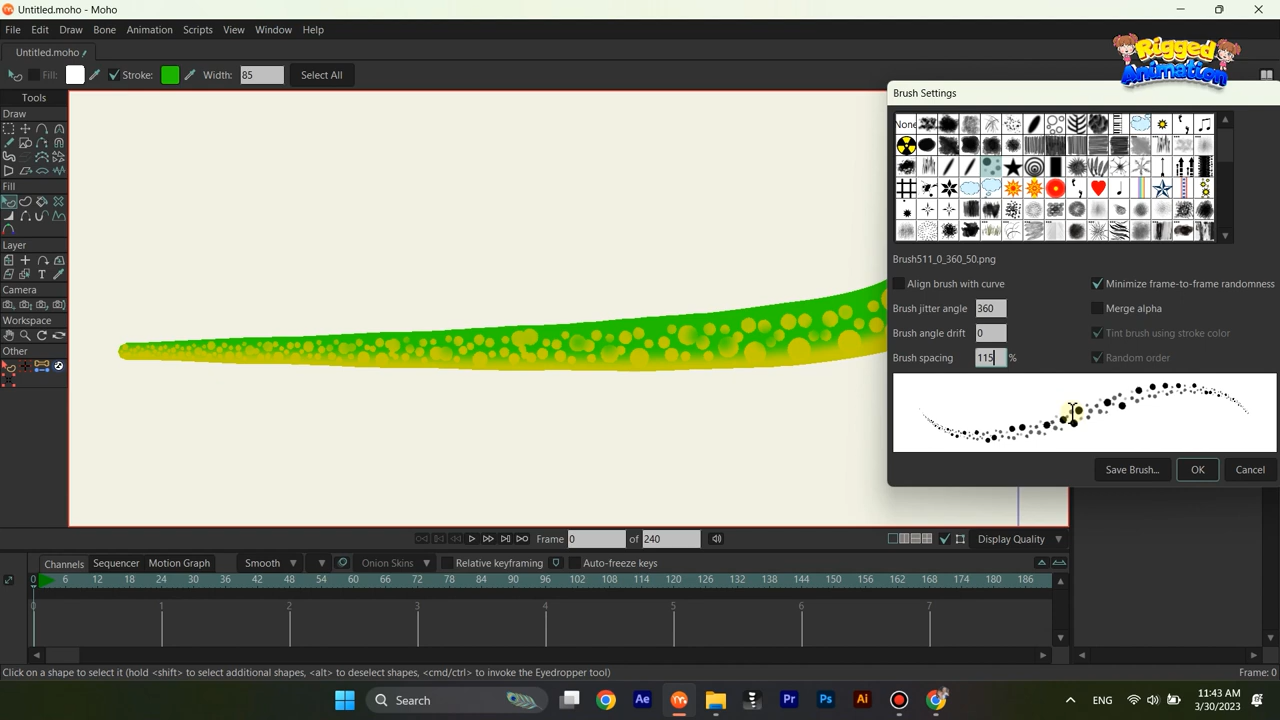 Untitled.moho - Moho
File Edit Draw Bone Animation Scripts View Window Help
Untitled.moho
Rigged
Animation
Fill: Stroke: Width: 85 Select All
Tools
Draw
Fill
Layer
Camera
Workspace
Other
Brush Settings
None
Brush511_0_360_50.png
Align brush with curve
Minimize frame-to-frame randomness
Brush jitter angle 360
Merge alpha
Brush angle drift 0
Tint brush using stroke color
Brush spacing 115 %
Random order
Save Brush... OK Cancel
Frame 0 of 240 Display Quality
Channels Sequencer Motion Graph Smooth Onion Skins Relative keyframing Auto-freeze keys
0 6 12 18 24 30 36 42 48 54 60 66 72 78 84 90 96 102 108 114 120 126 132 138 144 150 156 162 168 174 180 186
0 1 2 3 4 5 6 7
Click on a shape to select it (hold <shift> to select additional shapes, <alt> to deselect shapes, <cmd/ctrl> to invoke the Eyedropper tool)
Frame: 0
Search
Ae Pr Ps Ai
ENG
11:43 AM
3/30/2023